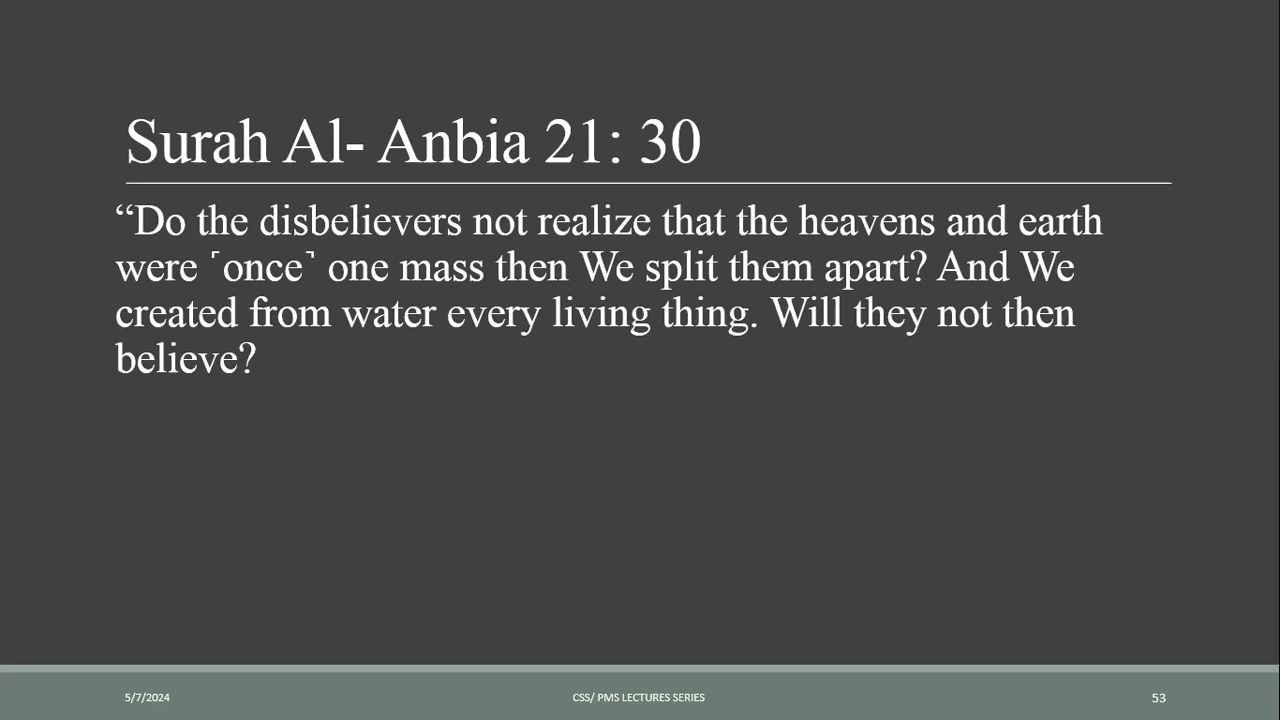 Surah Al- Anbia 21: 30
“Do the disbelievers not realize that the heavens and earth
were ˹once˺ one mass then We split them apart? And We
created from water every living thing. Will they not then
believe?
5/7/2024
CSS/ PMS LECTURES SERIES
53